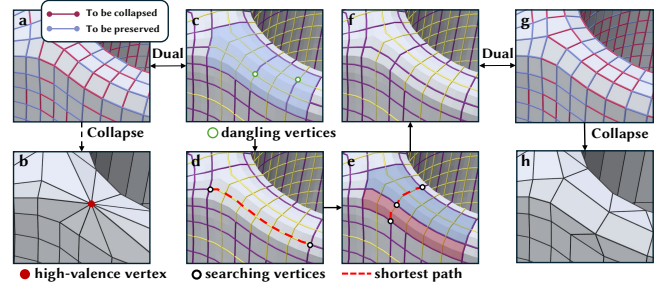 a
To be collapsed
To be preserved
c
f
g
Dual
Dual
Collapse
dangling vertices
Collapse
b
d
e
h
high-valence vertex
searching vertices
shortest path